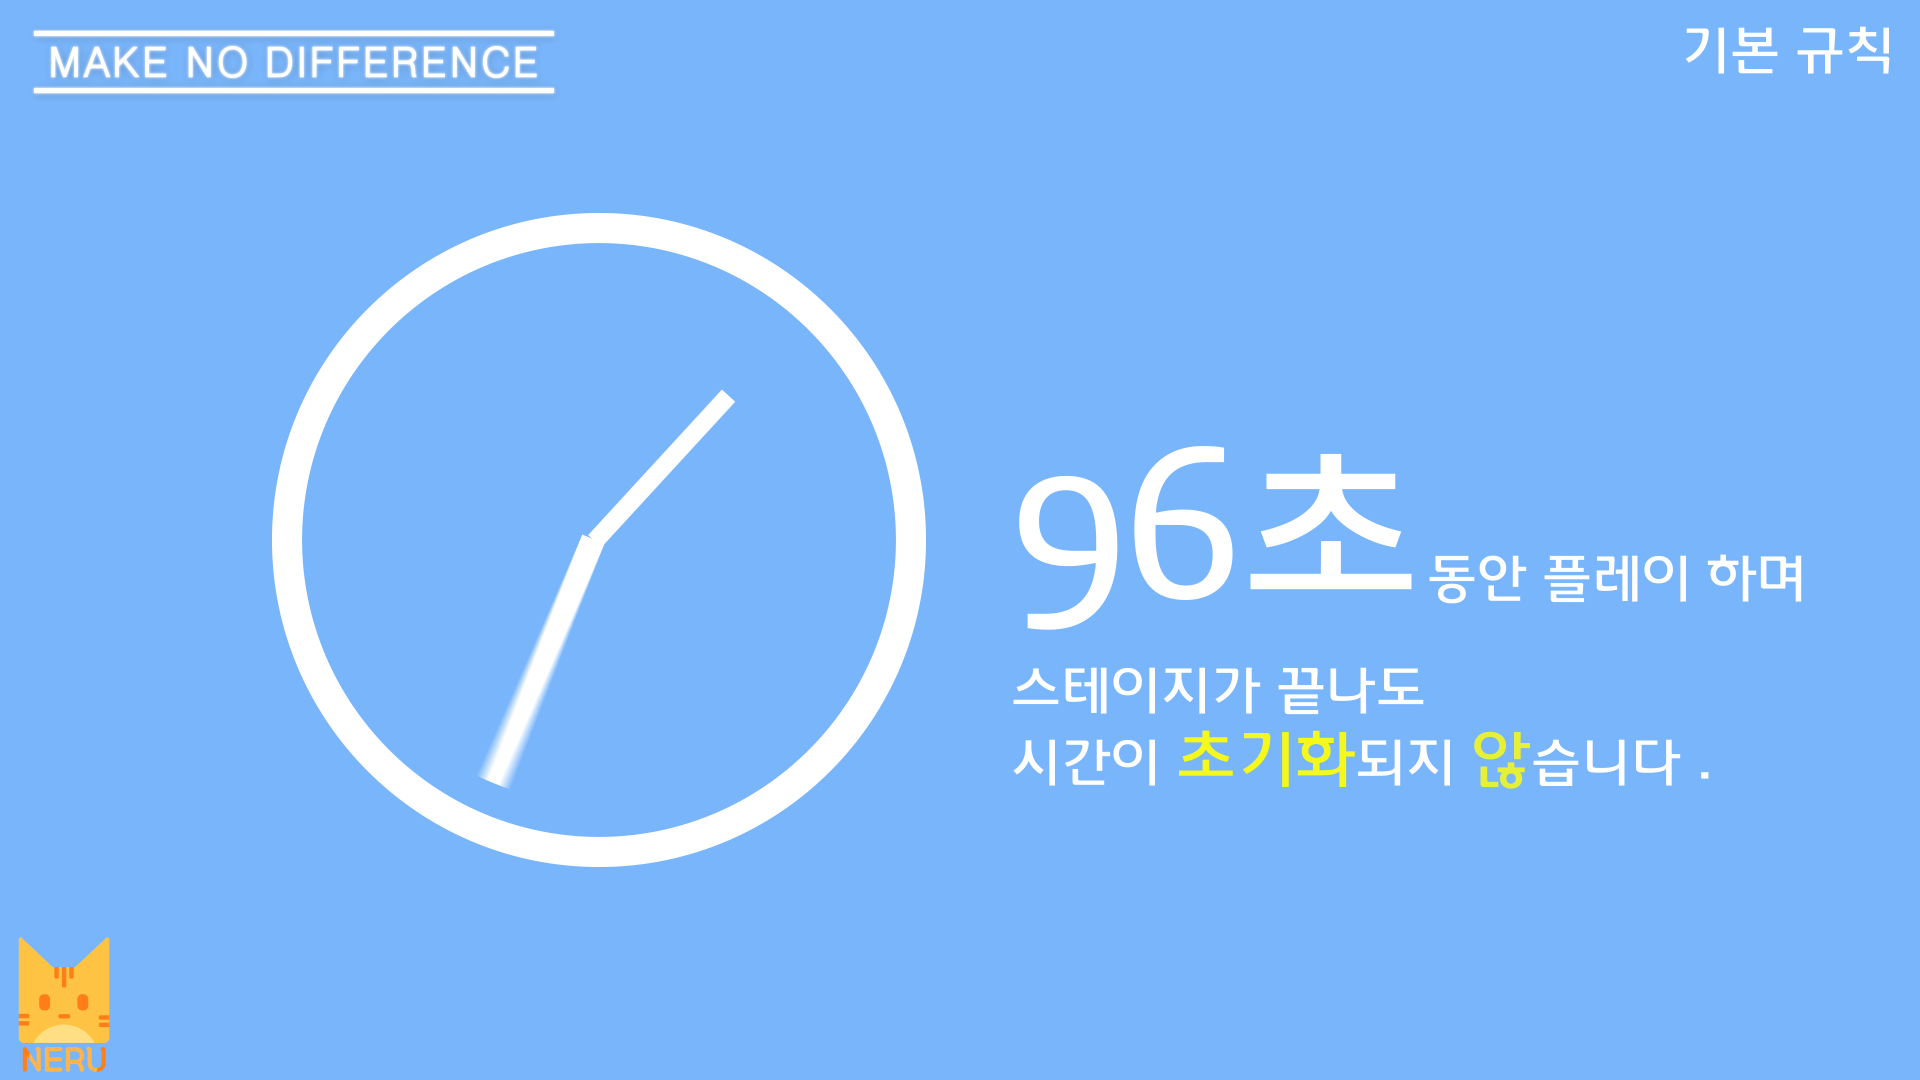 MAKE NO DIFFERENCE
기본 규칙
96초 동안 플레이 하며
스테이지가 끝나도
시간이 초기화되지 않습니다 .
NERU